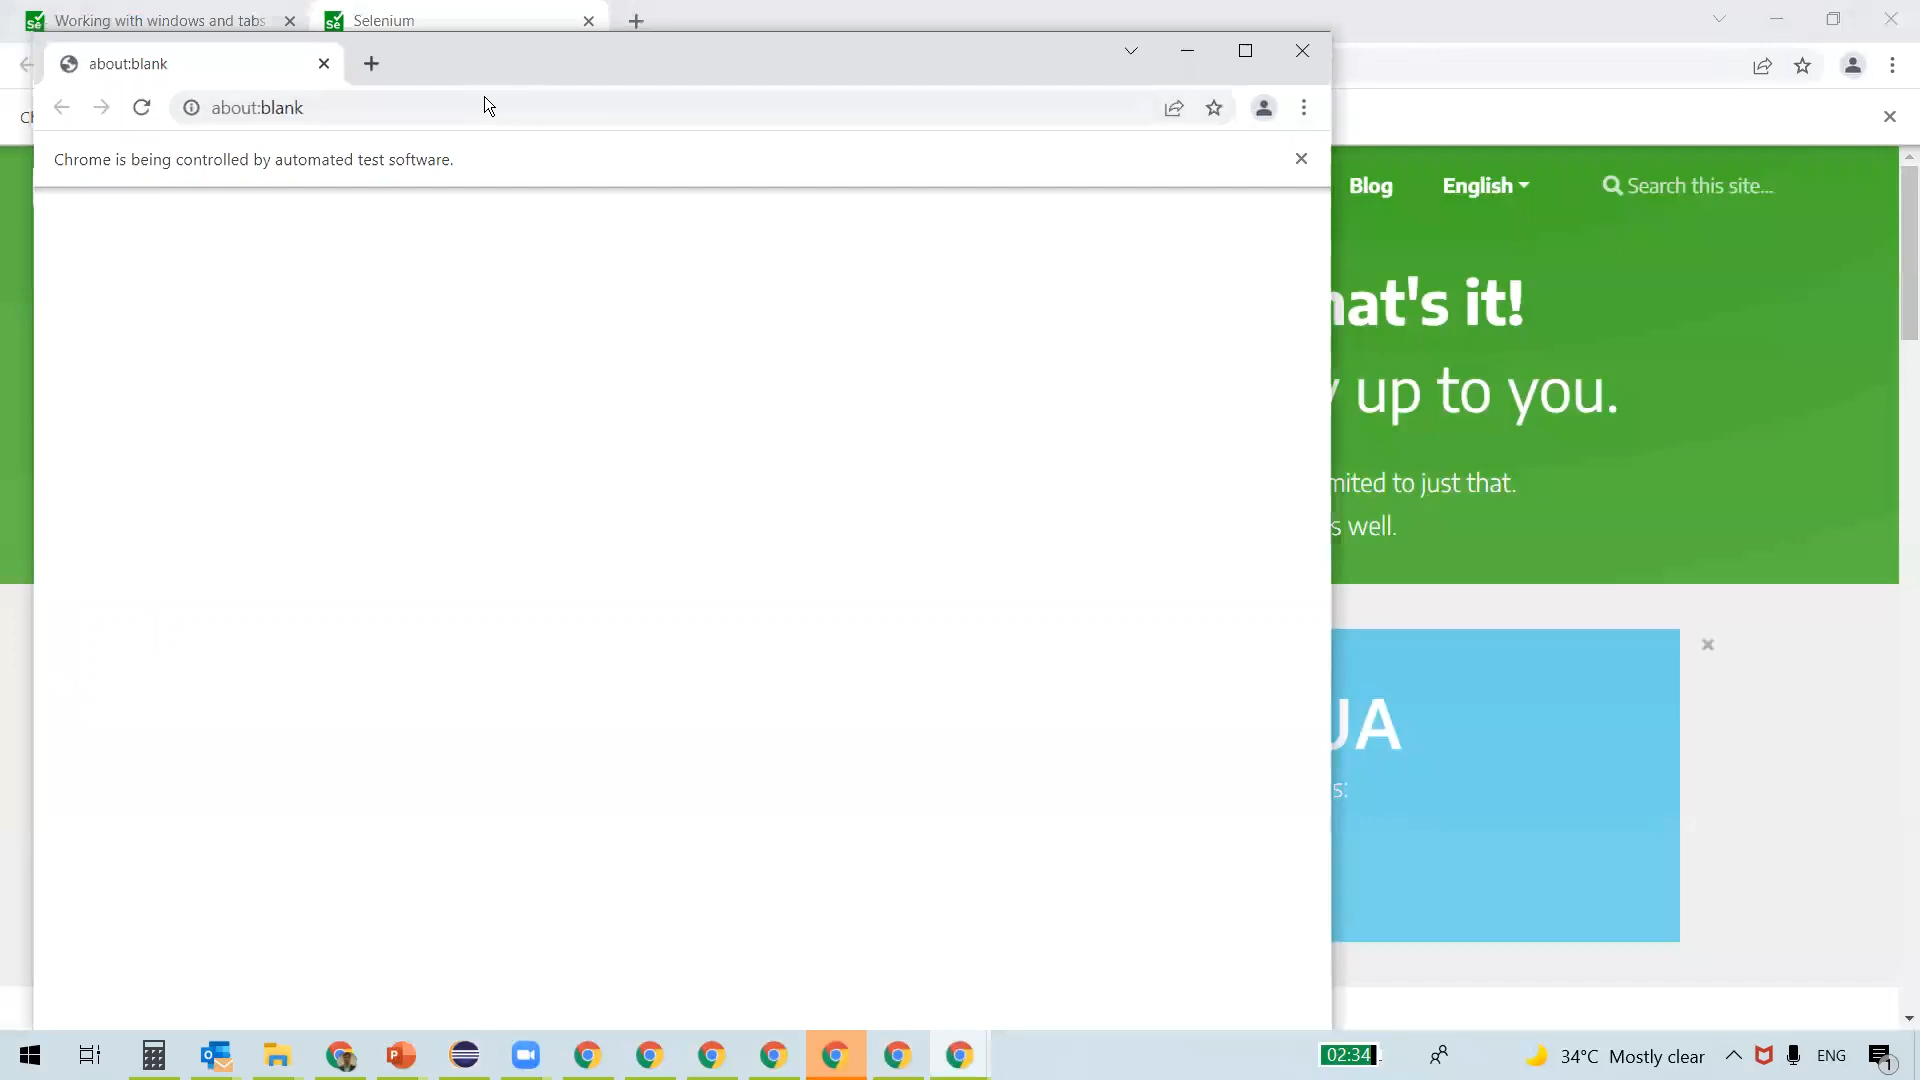 Working with windows and tabs
Selenium
about:blank
about:blank
Chrome is being controlled by automated test software.
Blog
English
Search this site...
hat's it!
up to you.
mited to just that.
s well.
UA
s:
02:34
34°C Mostly clear
ENG
1